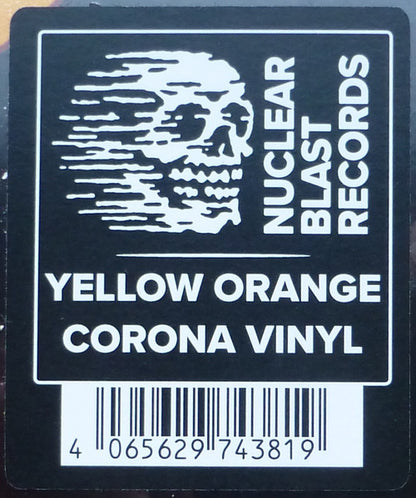 NUCLEAR
BLAST
RECORDS
YELLOW ORANGE
CORONA VINYL
4 065629 743819